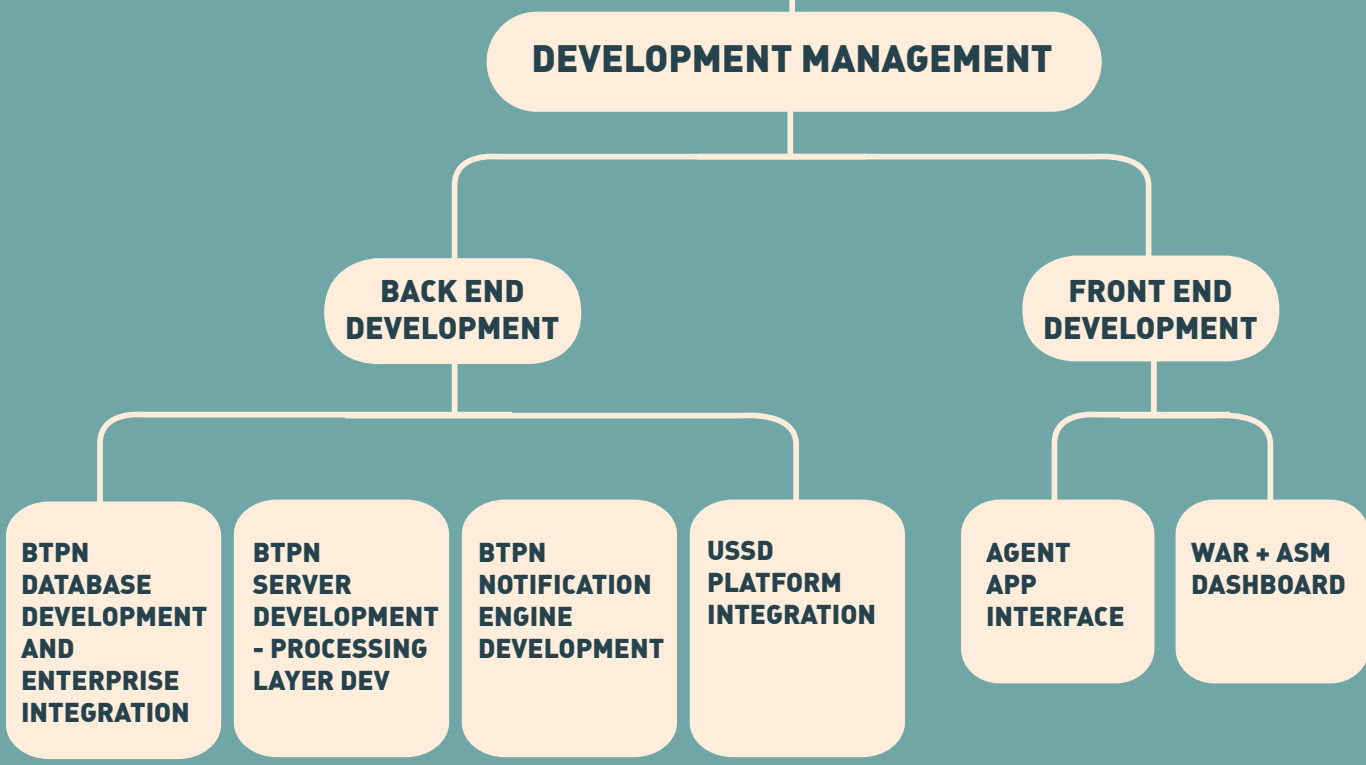 DEVELOPMENT MANAGEMENT
BACK END
DEVELOPMENT
FRONT END
DEVELOPMENT
BTPN
DATABASE
DEVELOPMENT
AND
ENTERPRISE
INTEGRATION
BTPN
SERVER
DEVELOPMENT
- PROCESSING
LAYER DEV
BTPN
NOTIFICATION
ENGINE
DEVELOPMENT
USSD
PLATFORM
INTEGRATION
AGENT
APP
INTERFACE
WAR + ASM
DASHBOARD